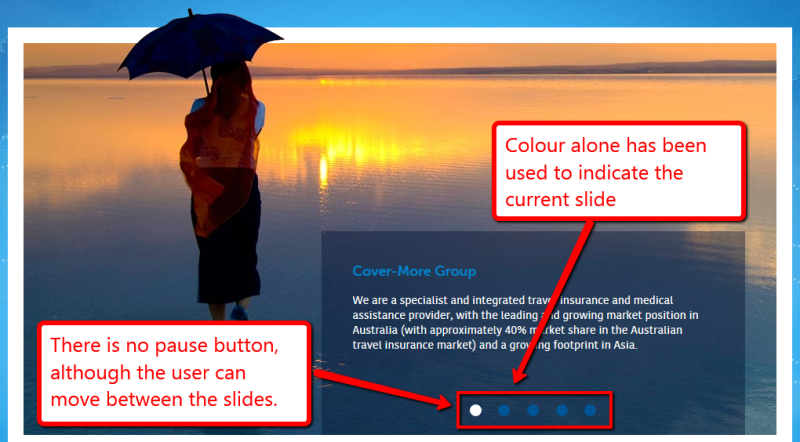 Colour alone has been
used to indicate the
current slide
Cover-More Group
We are a specialist and integrated travel insurance and medical
assistance provider, with the leading and growing market position in
Australia (with approximately 40% market share in the Australian
travel insurance market) and a growing footprint in Asia.
There is no pause button,
although the user can
move between the slides.